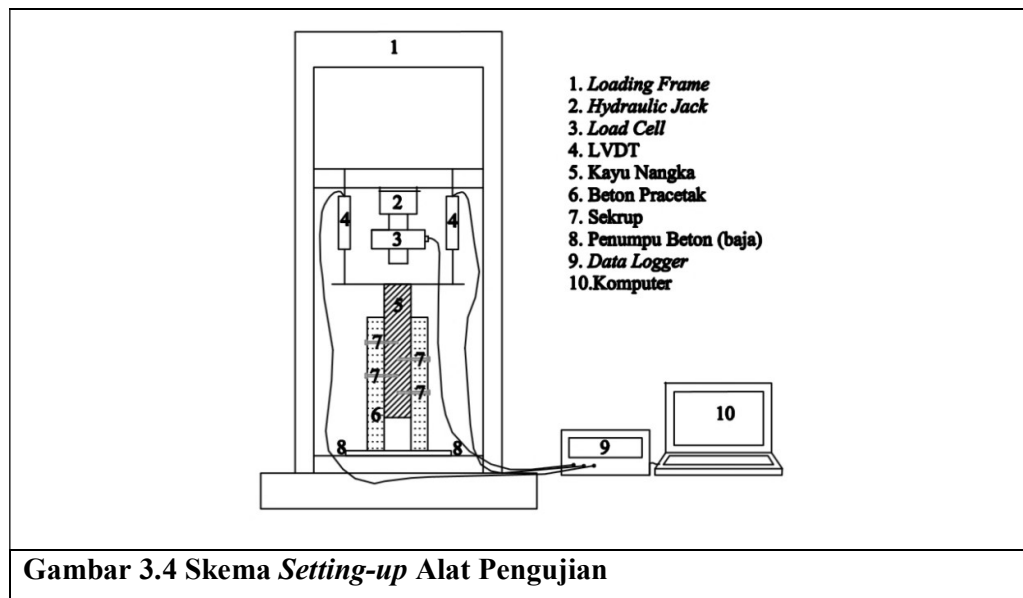 1
1. Loading Frame
2. Hydraulic Jack
3. Load Cell
4. LVDT
5. Kayu Nangka
6. Beton Pracetak
7. Sekrup
8. Penumpu Beton (baja)
9. Data Logger
10.Komputer
4 2 4
3
5
7
7
7
7
6
8 8
9
10
Gambar 3.4 Skema Setting-up Alat Pengujian